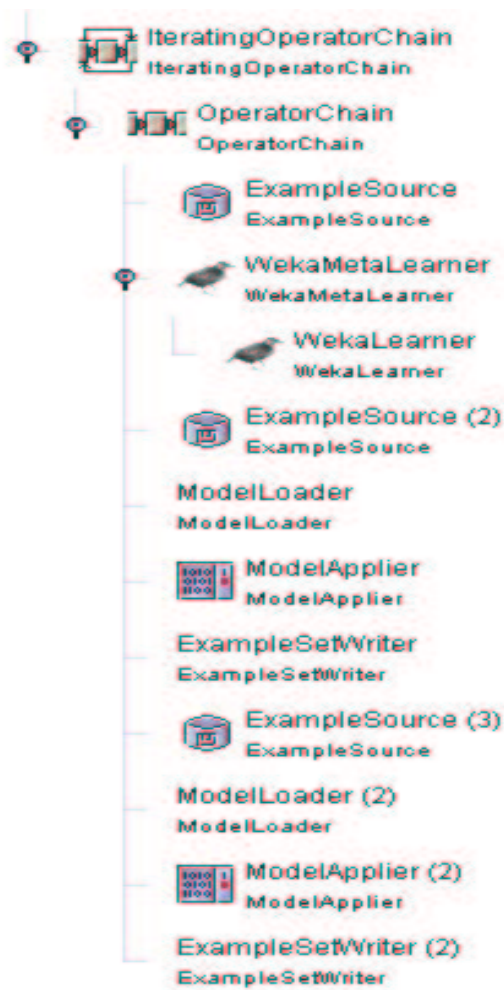 IteratingOperatorChain
IteratingOperatorChain
OperatorChain
OperatorChain
ExampleSource
ExampleSource
WekaMetaLearner
WekaMetaLearner
WekaLearner
WekaLearner
ExampleSource (2)
ExampleSource
ModelLoader
ModelLoader
ModelApplier
ModelApplier
ExampleSetWriter
ExampleSetWriter
ExampleSource (3)
ExampleSource
ModelLoader (2)
ModelLoader
ModelApplier (2)
ModelApplier
ExampleSetWriter (2)
ExampleSetWriter